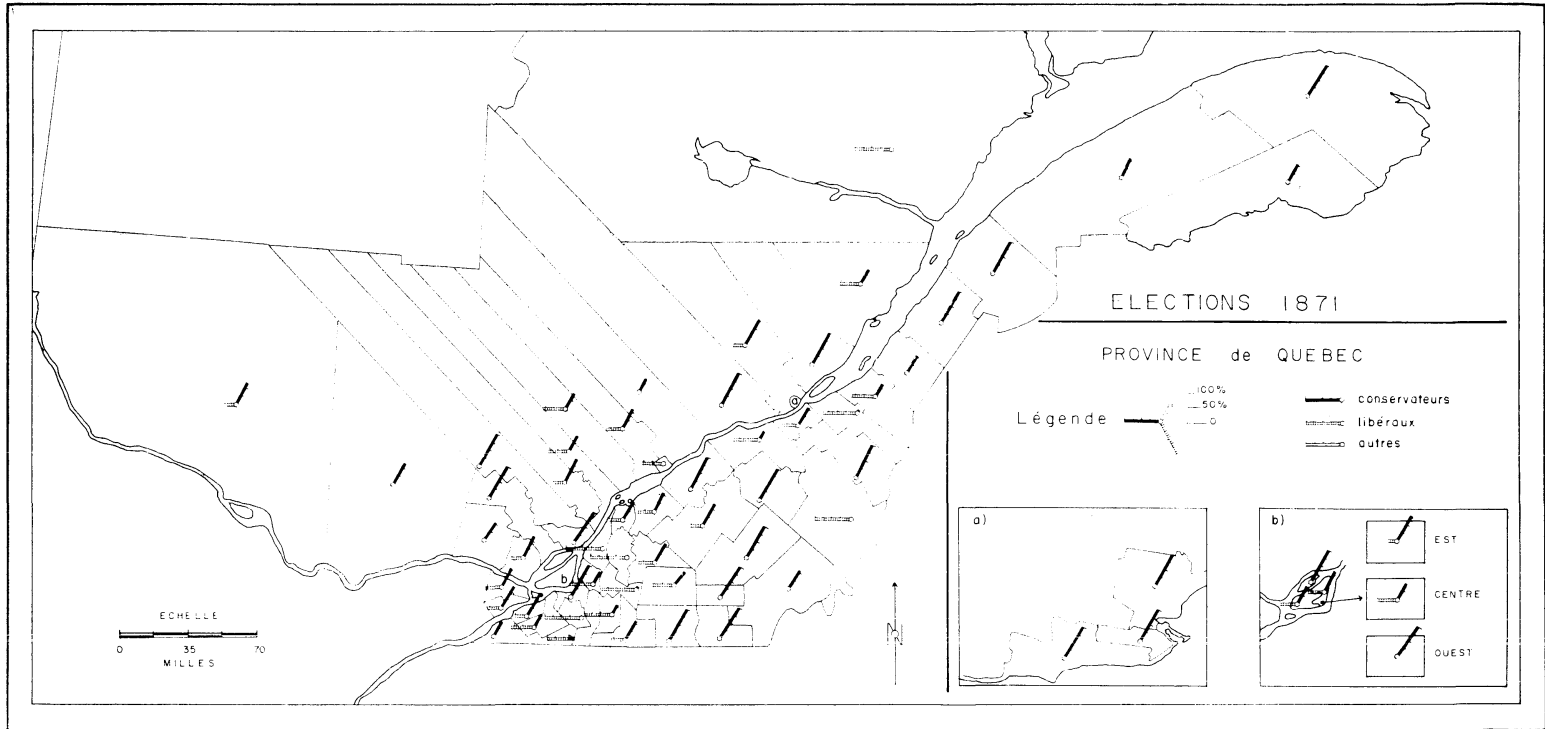 ELECTIONS 1871
PROVINCE de QUEBEC
Légende
100%
50%
0
conservateurs
libéraux
autres
a
b
a)
b)
EST
CENTRE
OUEST
ECHELLE
0 35 70
MILLES
N